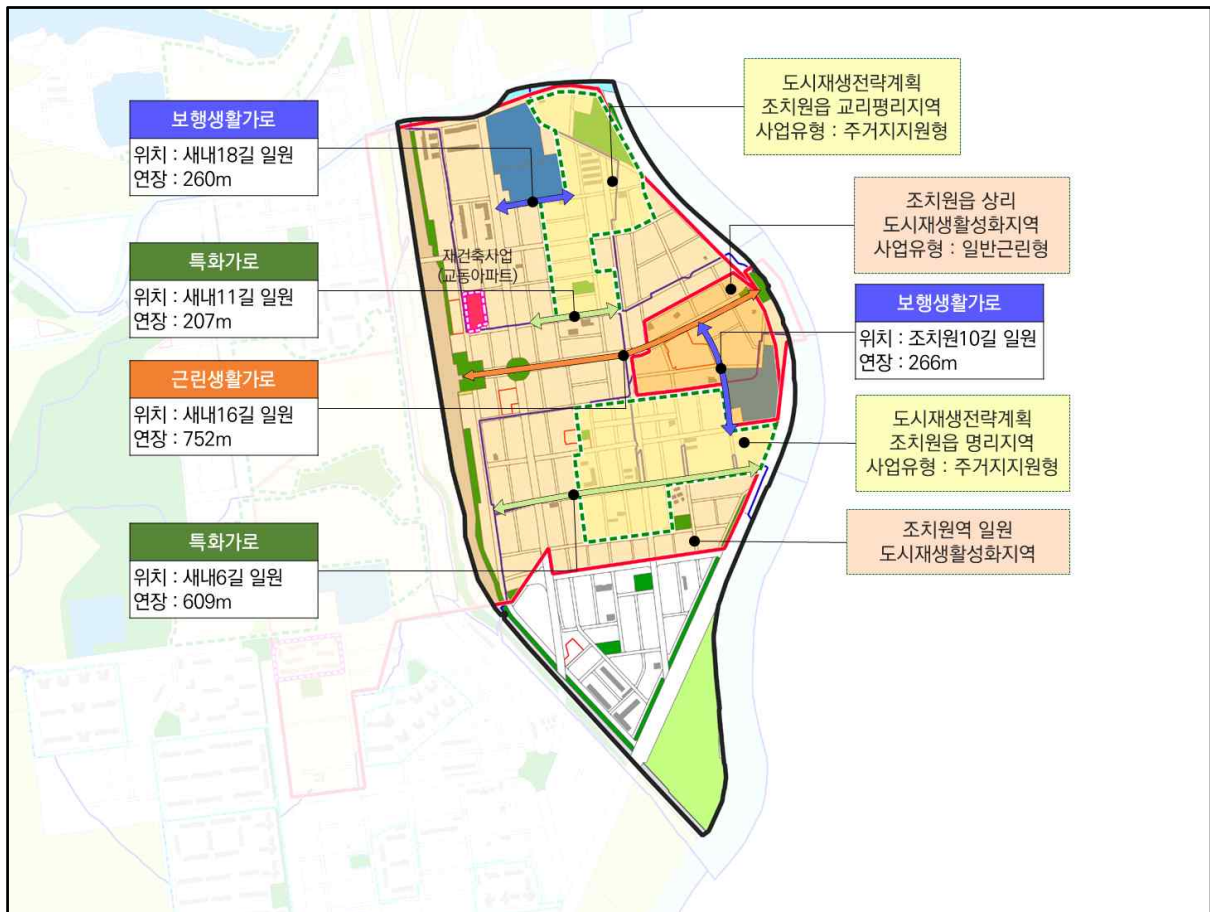 보행생활가로
위치 : 새내18길 일원
연장 : 260m
특화가로
위치 : 새내11길 일원
연장 : 207m
근린생활가로
위치 : 새내16길 일원
연장 : 752m
특화가로
위치 : 새내6길 일원
연장 : 609m
재건축사업
(교동아파트)
도시재생전략계획
조치원읍 교리평리지역
사업유형 : 주거지지원형
조치원읍 상리
도시재생활성화지역
사업유형 : 일반근린형
보행생활가로
위치 : 조치원10길 일원
연장 : 266m
도시재생전략계획
조치원읍 명리지역
사업유형 : 주거지지원형
조치원역 일원
도시재생활성화지역